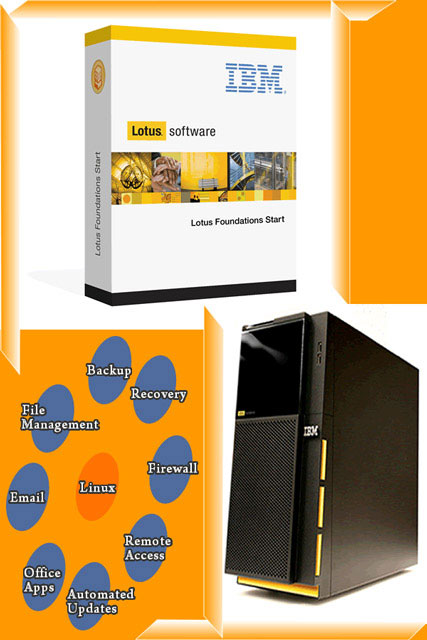 IBM
Lotus software
Lotus Foundations Start
Lotus Foundations Start
Backup
Recovery
File
Management
Firewall
Email
Linux
Remote
Access
Office
Apps
Automated
Updates
IBM